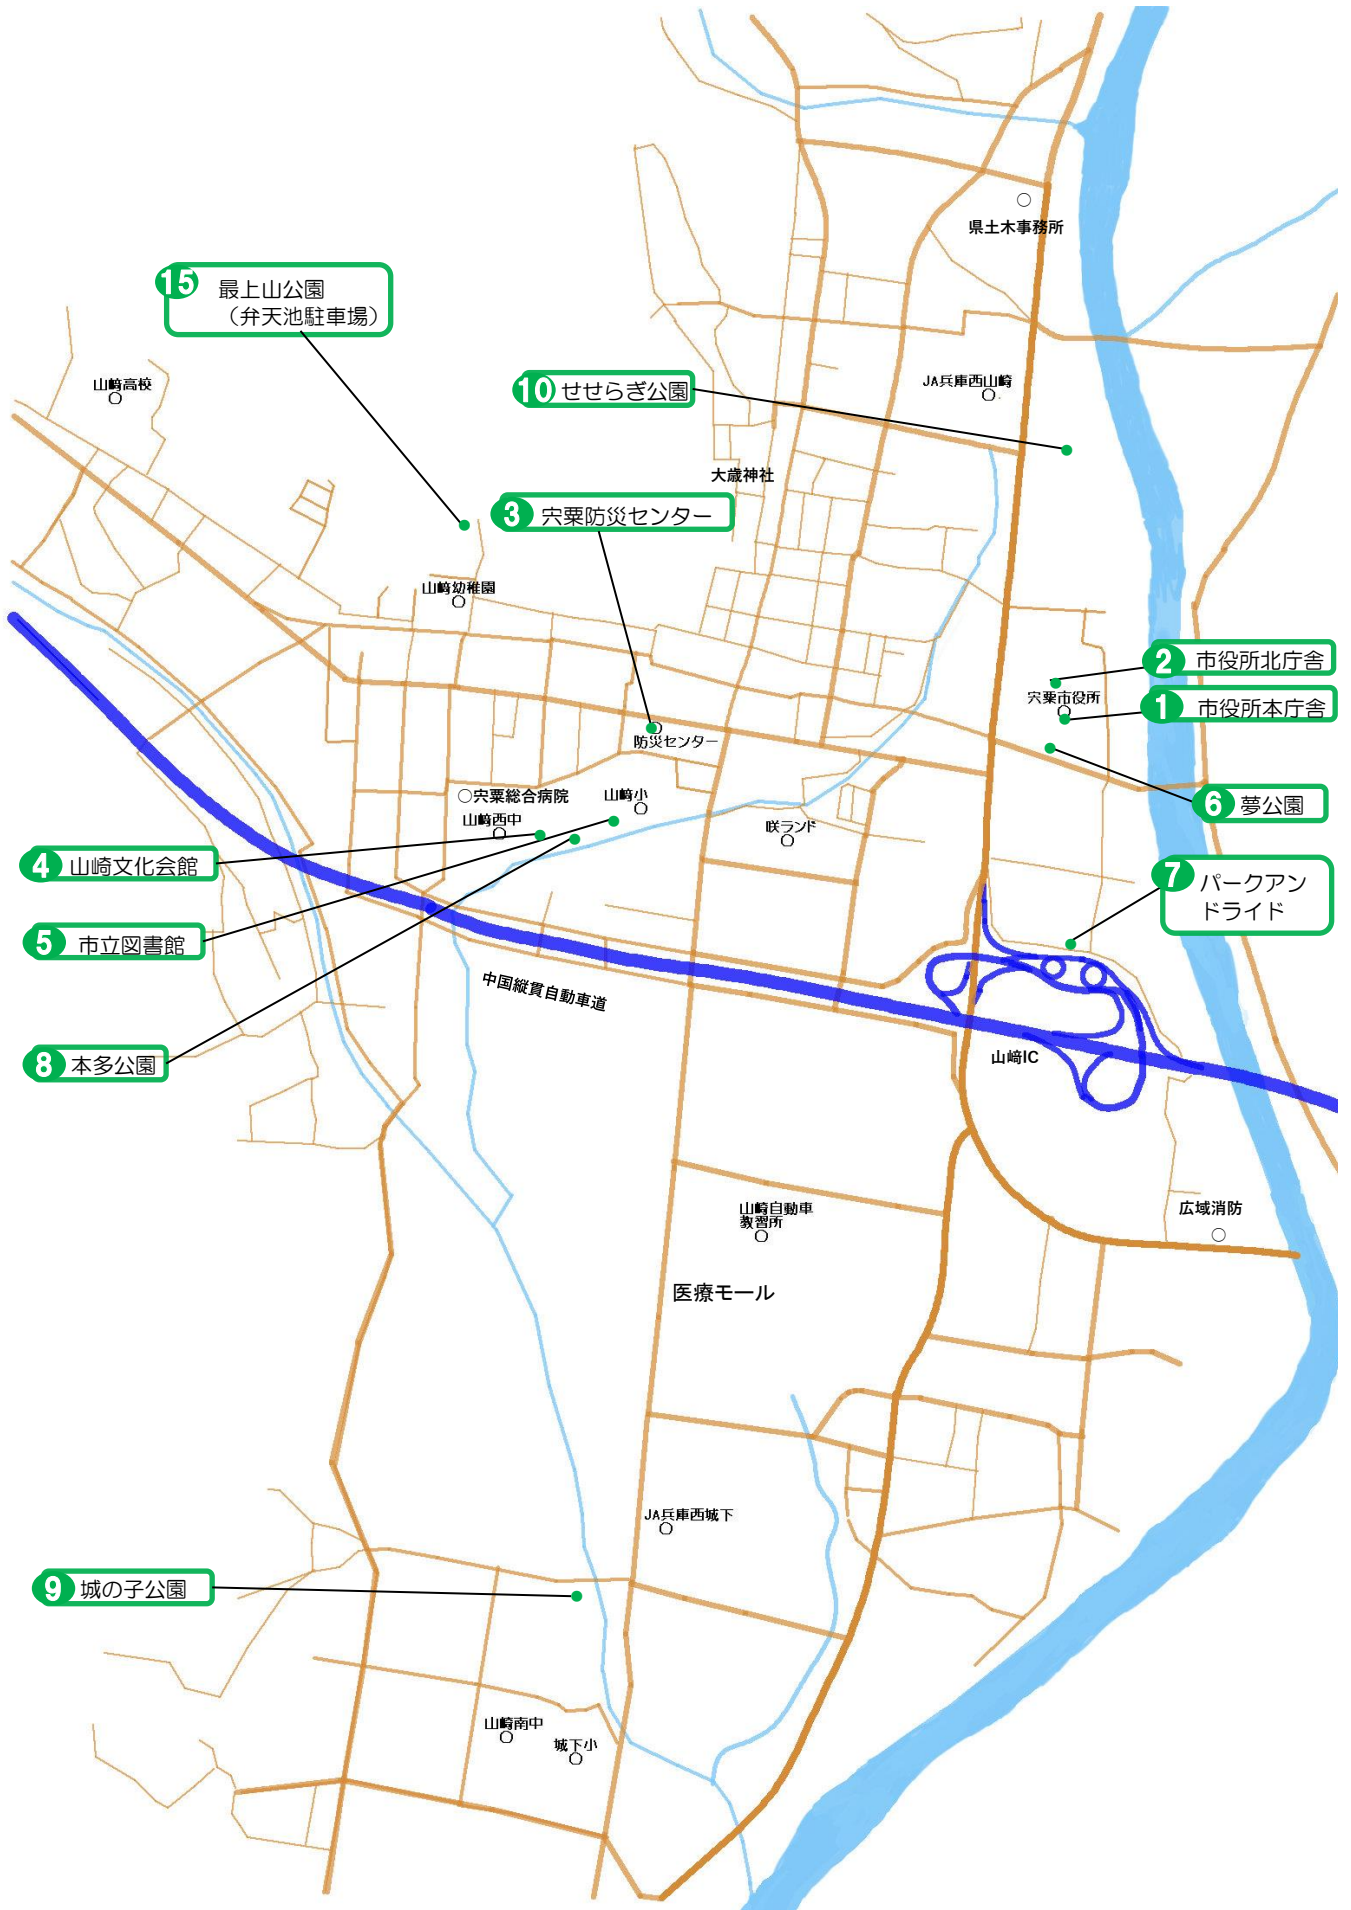 県土木事務所
15 最上山公園
（弁天池駐車場）
山崎高校
10 せせらぎ公園
JA兵庫西山崎
大歳神社
3 宍粟防災センター
山崎幼稚園
2 市役所北庁舎
宍粟市役所
1 市役所本庁舎
防災センター
6 夢公園
宍粟総合病院
山崎小
山崎西中
咲ランド
4 山崎文化会館
7 パークアン
ドライド
5 市立図書館
中国縦貫自動車道
8 本多公園
山崎IC
山崎自動車
教習所
広域消防
医療モール
JA兵庫西城下
9 城の子公園
山崎南中
城下小